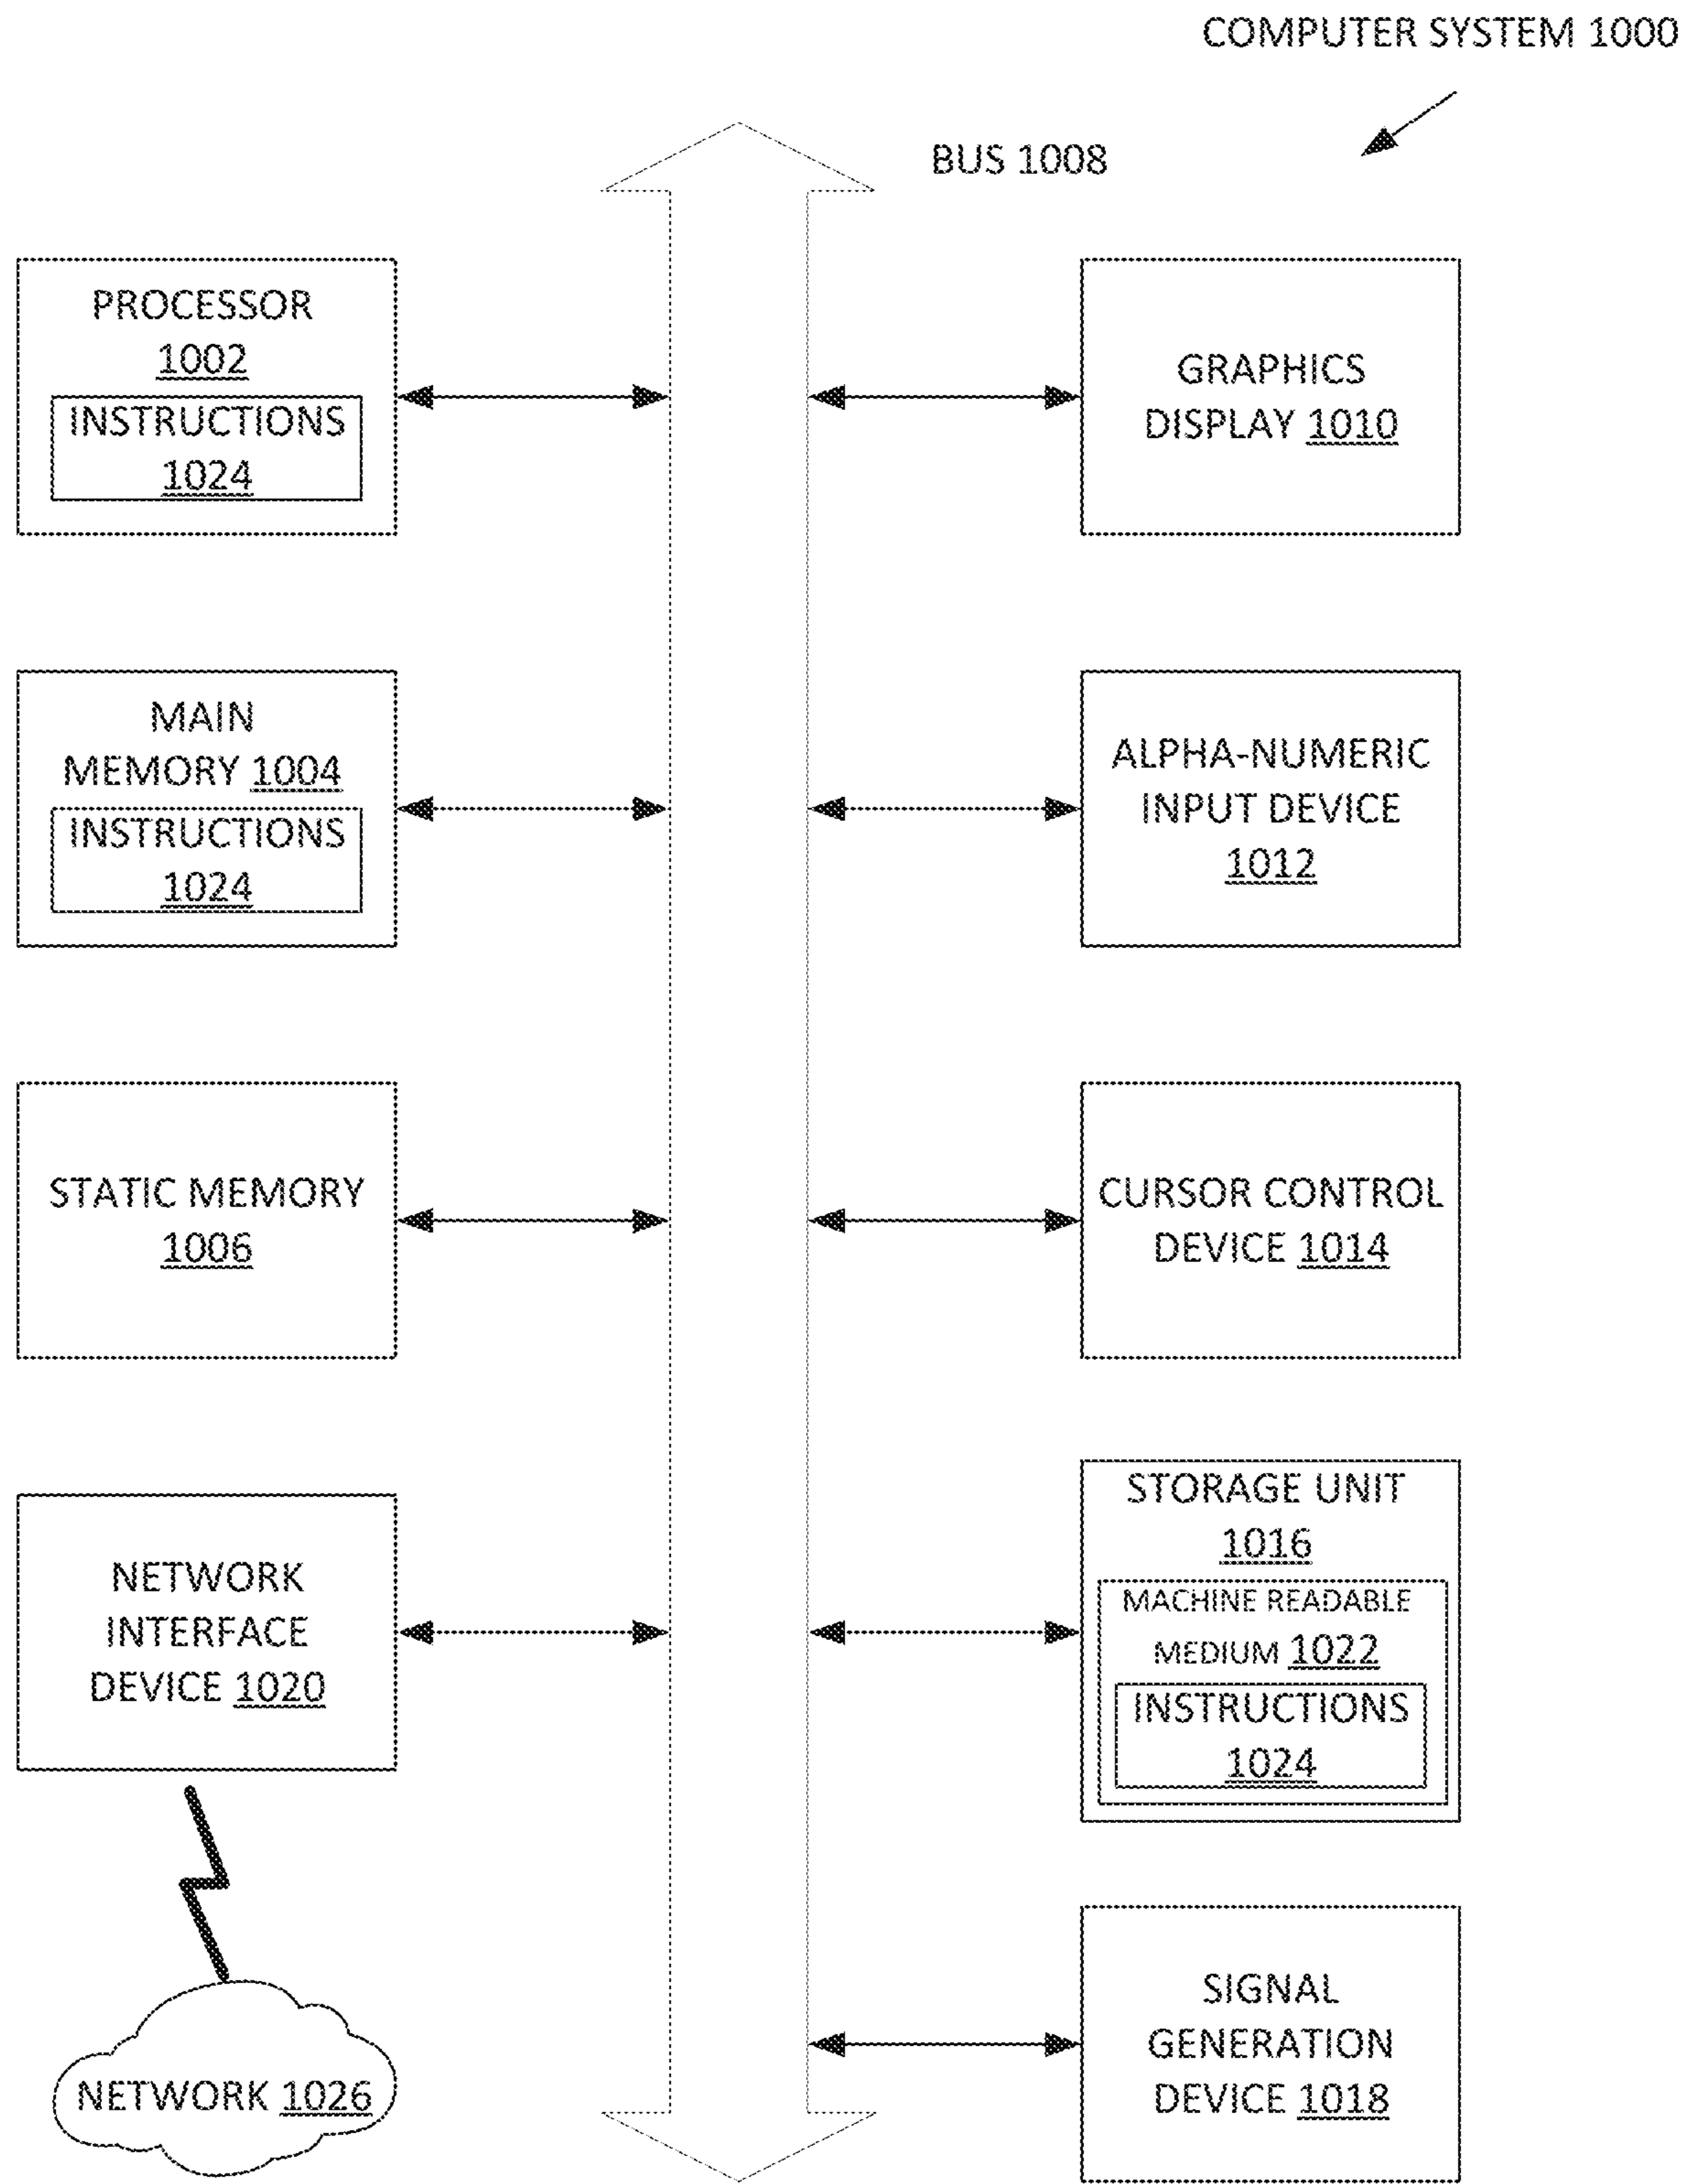 COMPUTER SYSTEM 1000
BUS 1008
PROCESSOR
1002
INSTRUCTIONS
1024
MAIN
MEMORY 1004
INSTRUCTIONS
1024
STATIC MEMORY
1006
NETWORK
INTERFACE
DEVICE 1020
NETWORK 1026
GRAPHICS
DISPLAY 1010
ALPHA-NUMERIC
INPUT DEVICE
1012
CURSOR CONTROL
DEVICE 1014
STORAGE UNIT
1016
MACHINE READABLE
MEDIUM 1022
INSTRUCTIONS
1024
SIGNAL
GENERATION
DEVICE 1018